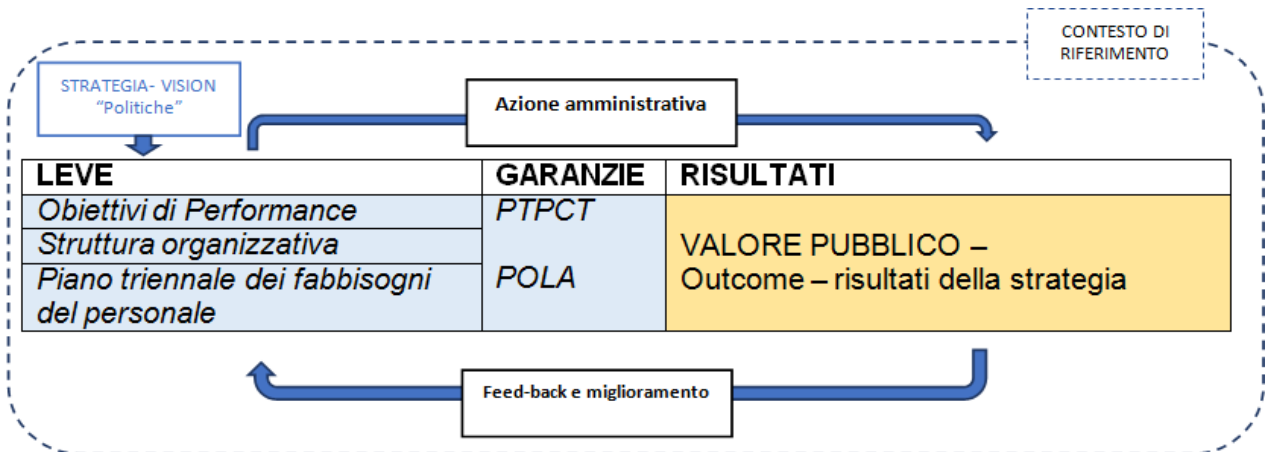 CONTESTO DI
RIFERIMENTO
STRATEGIA- VISION
“Politiche”
Azione amministrativa
LEVE GARANZIE RISULTATI
Obiettivi di Performance PTPCT
Struttura organizzativa VALORE PUBBLICO –
Piano triennale dei fabbisogni POLA Outcome – risultati della strategia
del personale
Feed-back e miglioramento